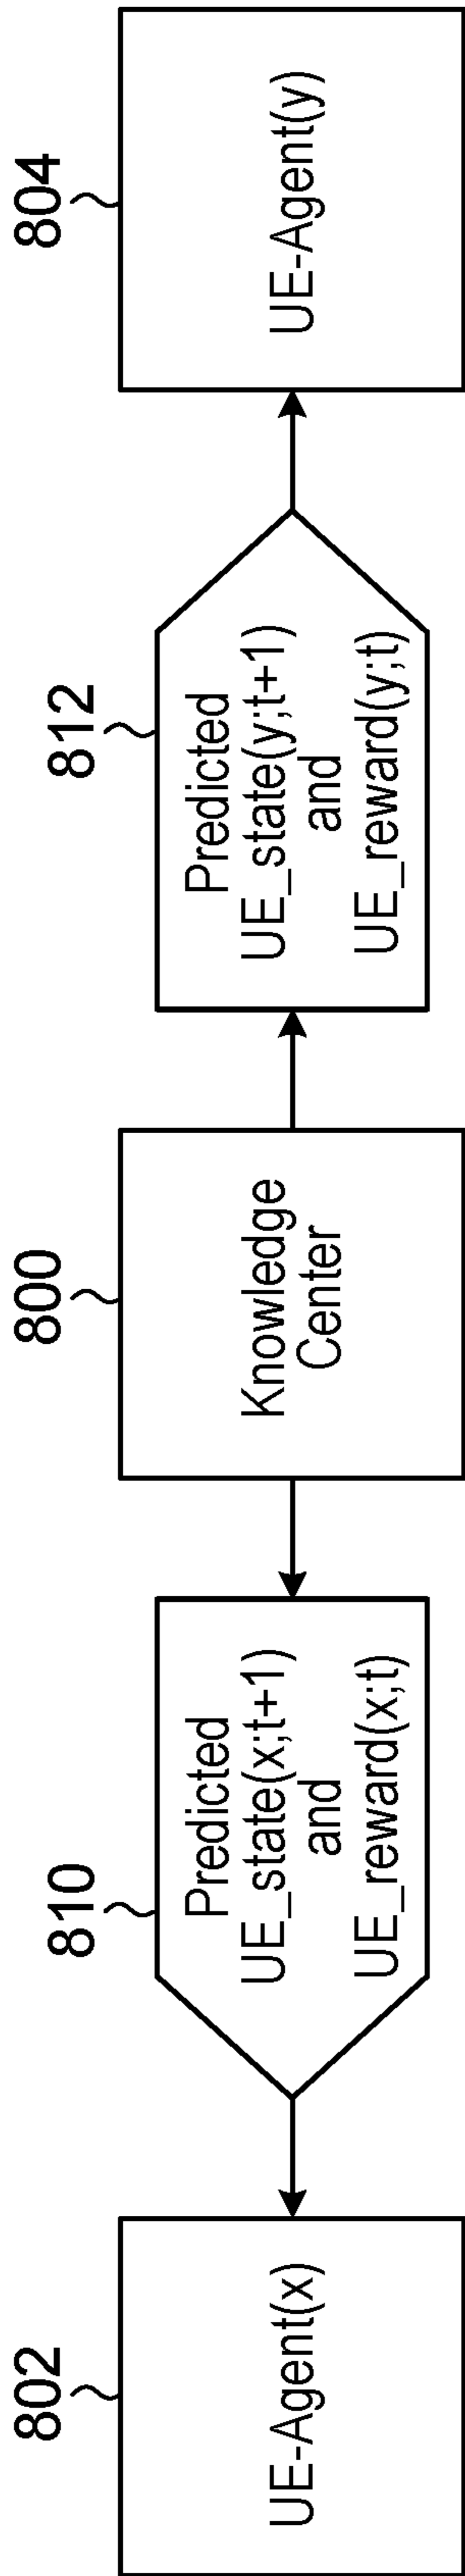 802
UE-Agent(x)
810
Predicted
UE_state(x;t+1)
and
UE_reward(x;t)
800
Knowledge
Center
812
Predicted
UE_state(y;t+1)
and
UE_reward(y;t)
804
UE-Agent(y)